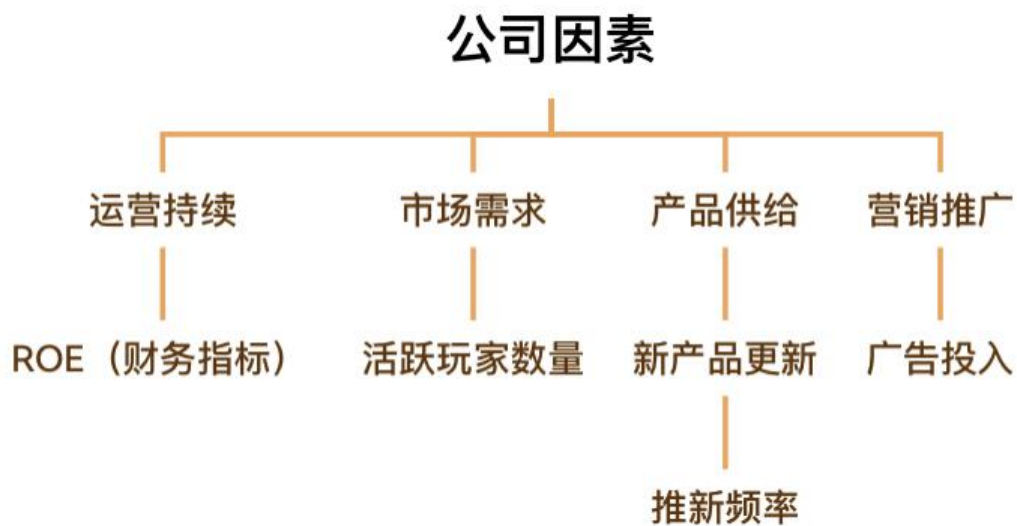 公司因素
运营持续 市场需求 产品供给 营销推广
ROE（财务指标） 活跃玩家数量 新产品更新 广告投入
推新频率